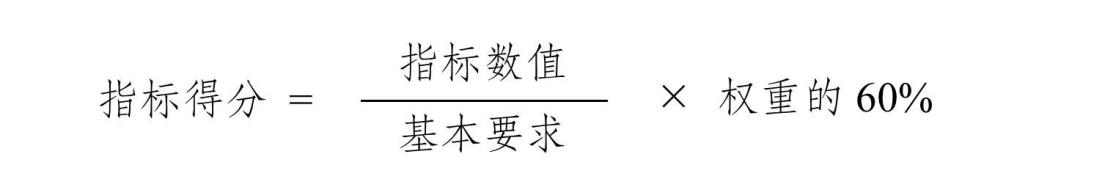 指标数值
指标得分 = × 权重的 60%
基本要求